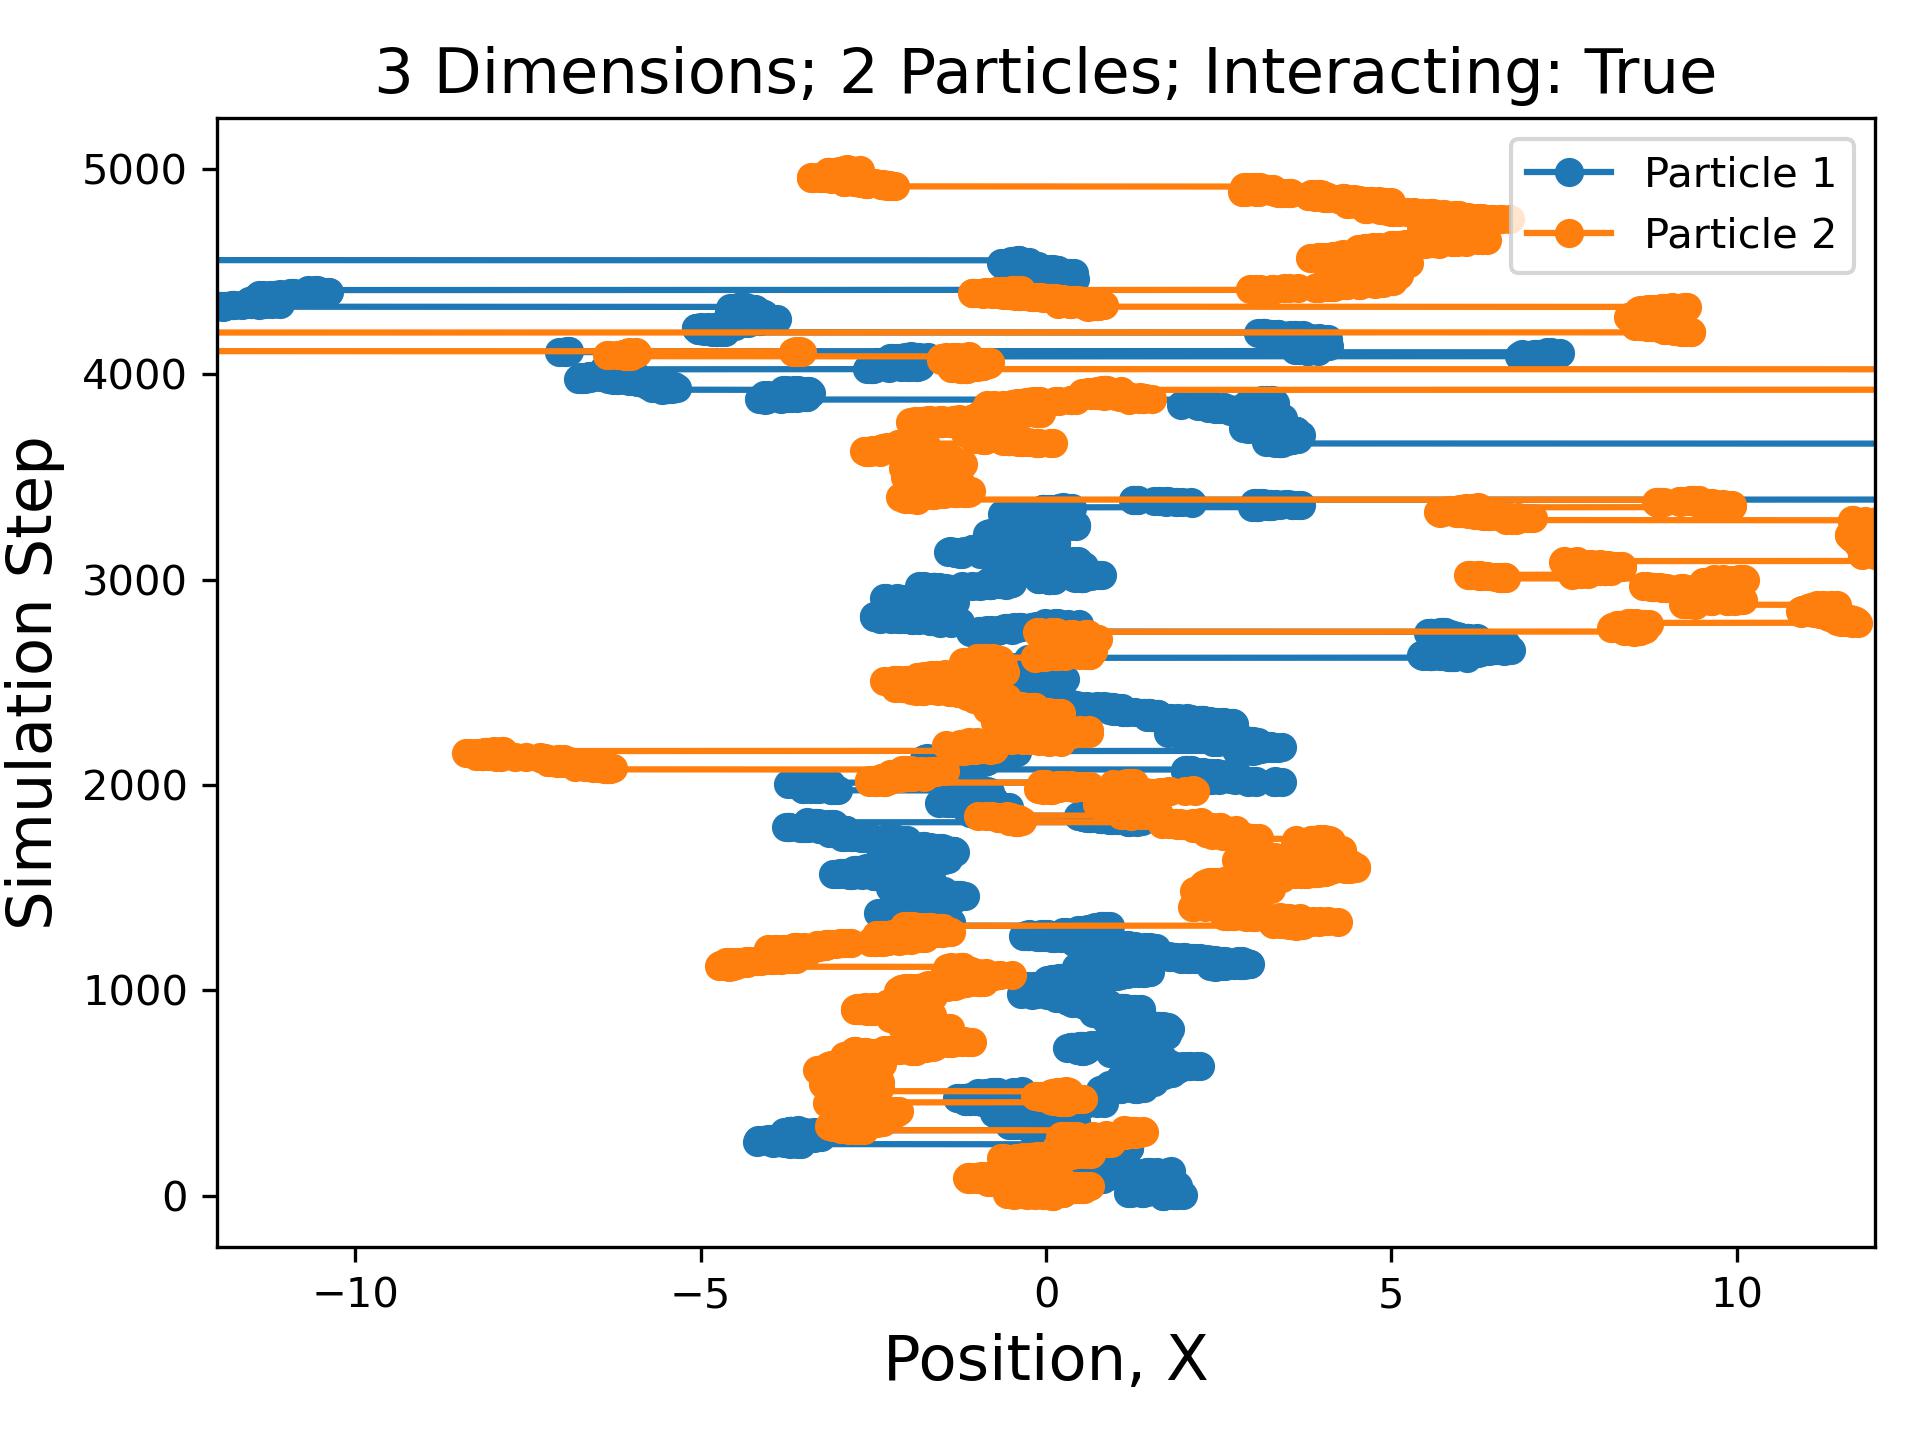 3 Dimensions; 2 Particles; Interacting: True
Particle 1
Particle 2
5000
4000
3000
2000
1000
0
Simulation Step
−10
−5
0
5
10
Position, X